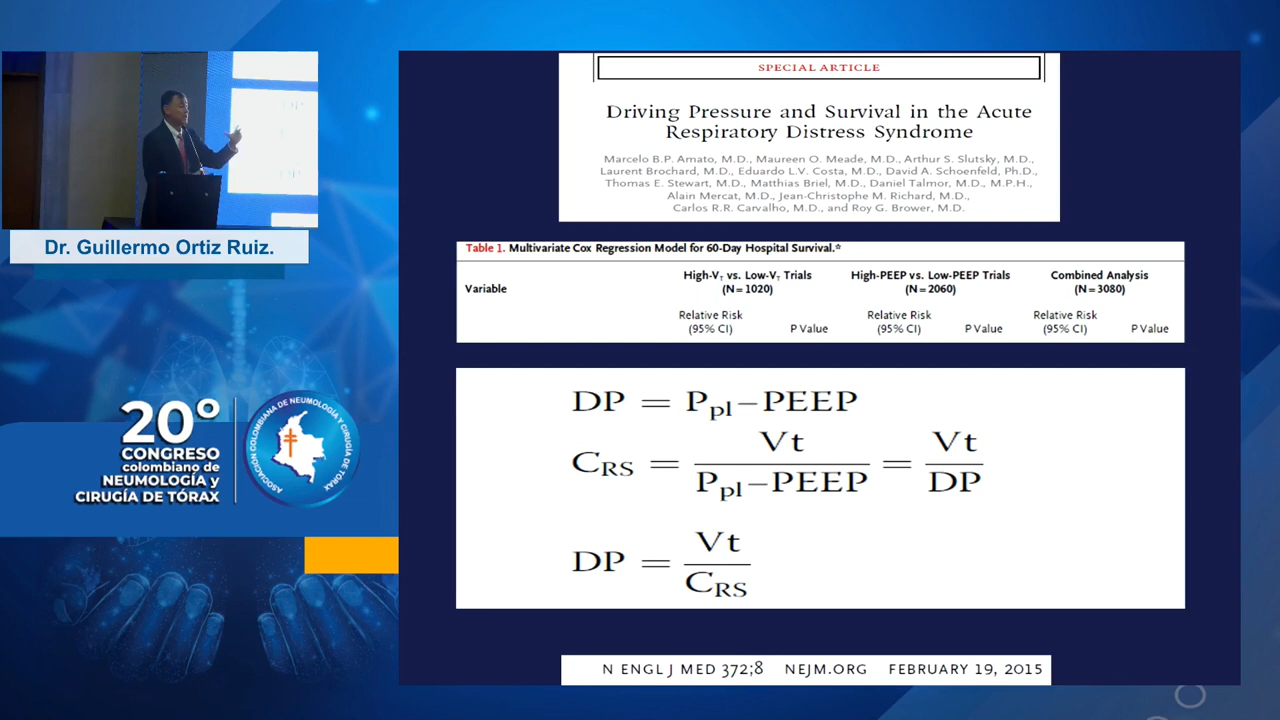 SPECIAL ARTICLE
Driving Pressure and Survival in the Acute
Respiratory Distress Syndrome
Marcelo B.P. Amato, M.D., Maureen O. Meade, M.D., Arthur S. Slutsky, M.D.,
Laurent Brochard, M.D., Eduardo L.V. Costa, M.D., David A. Schoenfeld, Ph.D.,
Thomas E. Stewart, M.D., Matthias Briel, M.D., Daniel Talmor, M.D., M.P.H.,
Alain Mercat, M.D., Jean-Christophe M. Richard, M.D.,
Carlos R.R. Carvalho, M.D., and Roy G. Brower, M.D.
Dr. Guillermo Ortiz Ruiz.
Table 1. Multivariate Cox Regression Model for 60-Day Hospital Survival.*
Variable
High-VT vs. Low-VT Trials
(N=1020)
High-PEEP vs. Low-PEEP Trials
(N=2060)
Combined Analysis
(N=3080)
Relative Risk
(95% CI)
P Value
Relative Risk
(95% CI)
P Value
Relative Risk
(95% CI)
P Value
DP = Ppl–PEEP
CRS = Vt / Ppl–PEEP = Vt / DP
DP = Vt / CRS
20º
CONGRESO
colombiano de
NEUMOLOGÍA y
CIRUGÍA DE TÓRAX
ASOCIACIÓN COLOMBIANA DE NEUMOLOGÍA Y CIRUGÍA DE TÓRAX
N ENGL J MED 372;8 NEJM.ORG FEBRUARY 19, 2015